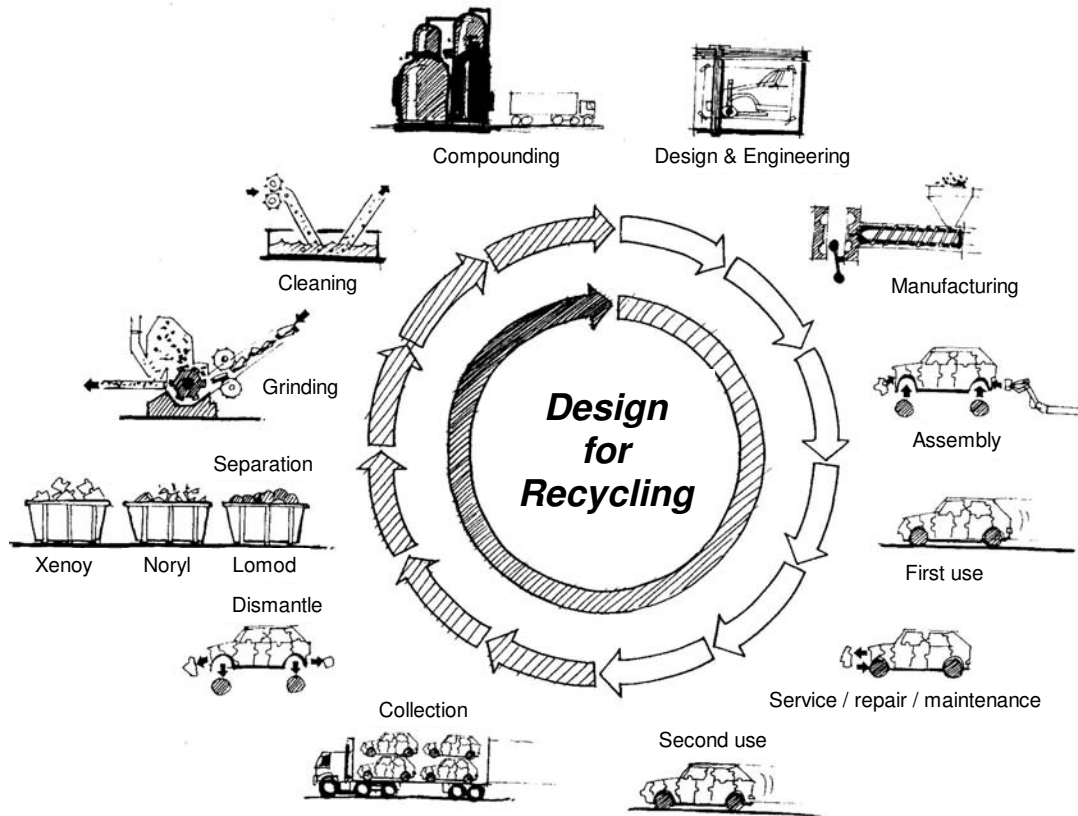 Compounding
Design & Engineering
Cleaning
Manufacturing
Grinding
Design
for
Recycling
Assembly
Separation
Xenoy
Noryl
Lomod
First use
Dismantle
Service / repair / maintenance
Collection
Second use